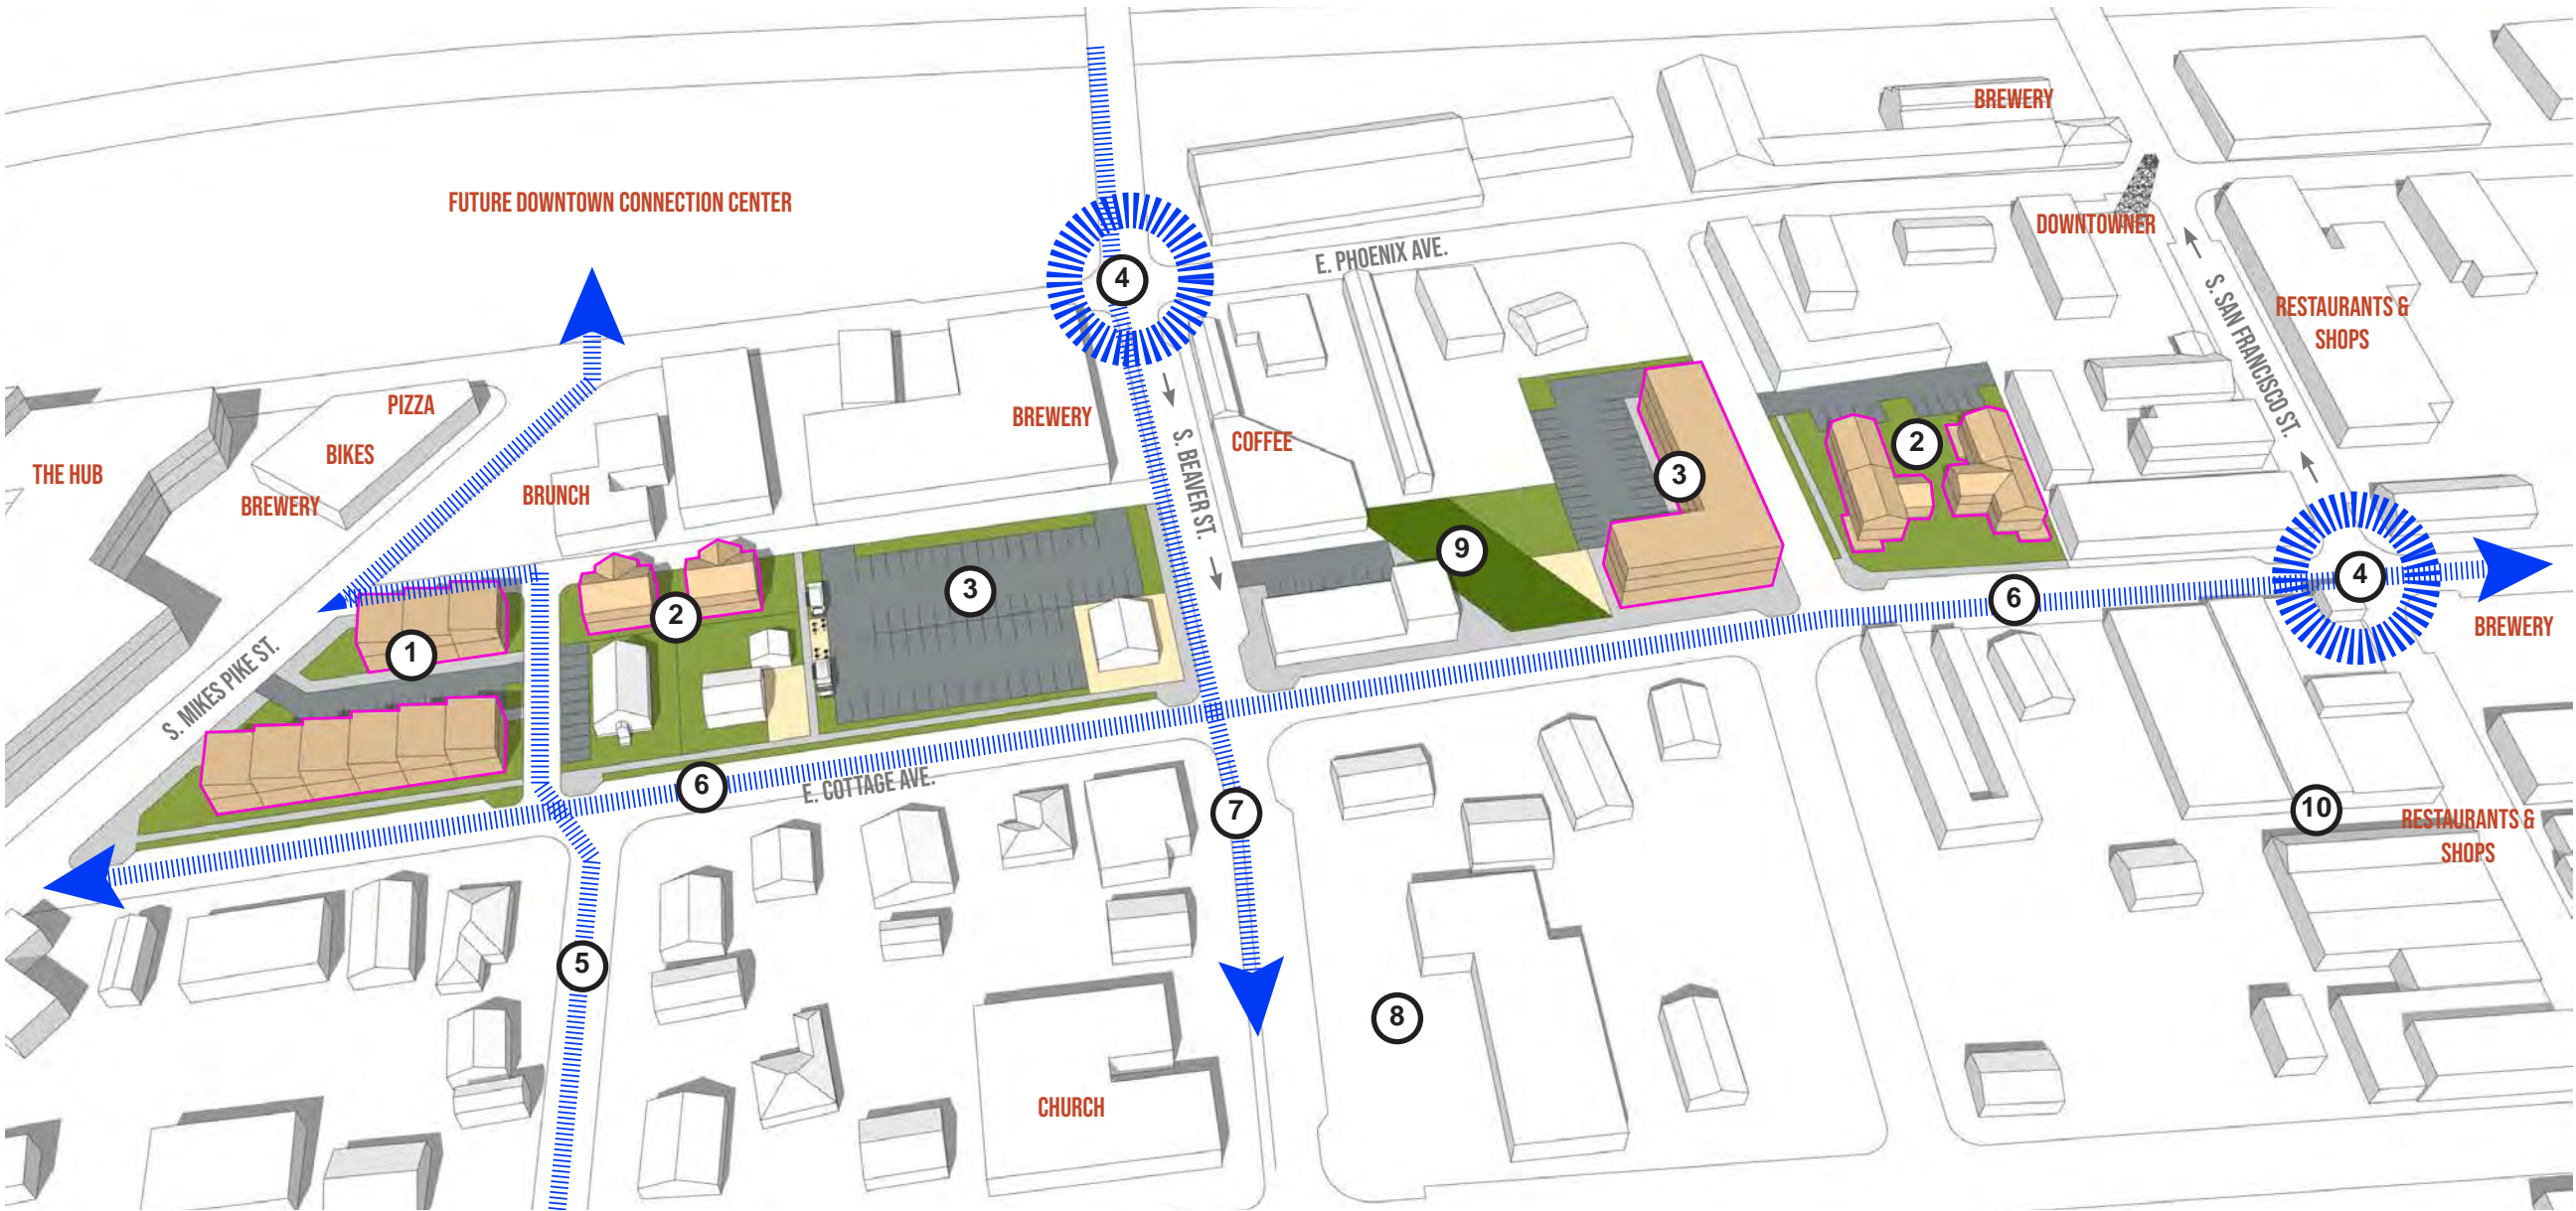 BREWERY
FUTURE DOWNTOWN CONNECTION CENTER
DOWNTOWNER
E. PHOENIX AVE.
4
S. SAN FRANCISCO ST.
RESTAURANTS &
SHOPS
PIZZA
BREWERY
COFFEE
2
BIKES
THE HUB
3
BREWERY
BRUNCH
S. BEAVER ST.
9
4
3
6
2
BREWERY
1
S. MIKES PIKE ST.
6
E. COTTAGE AVE.
7
10
RESTAURANTS &
SHOPS
5
8
CHURCH